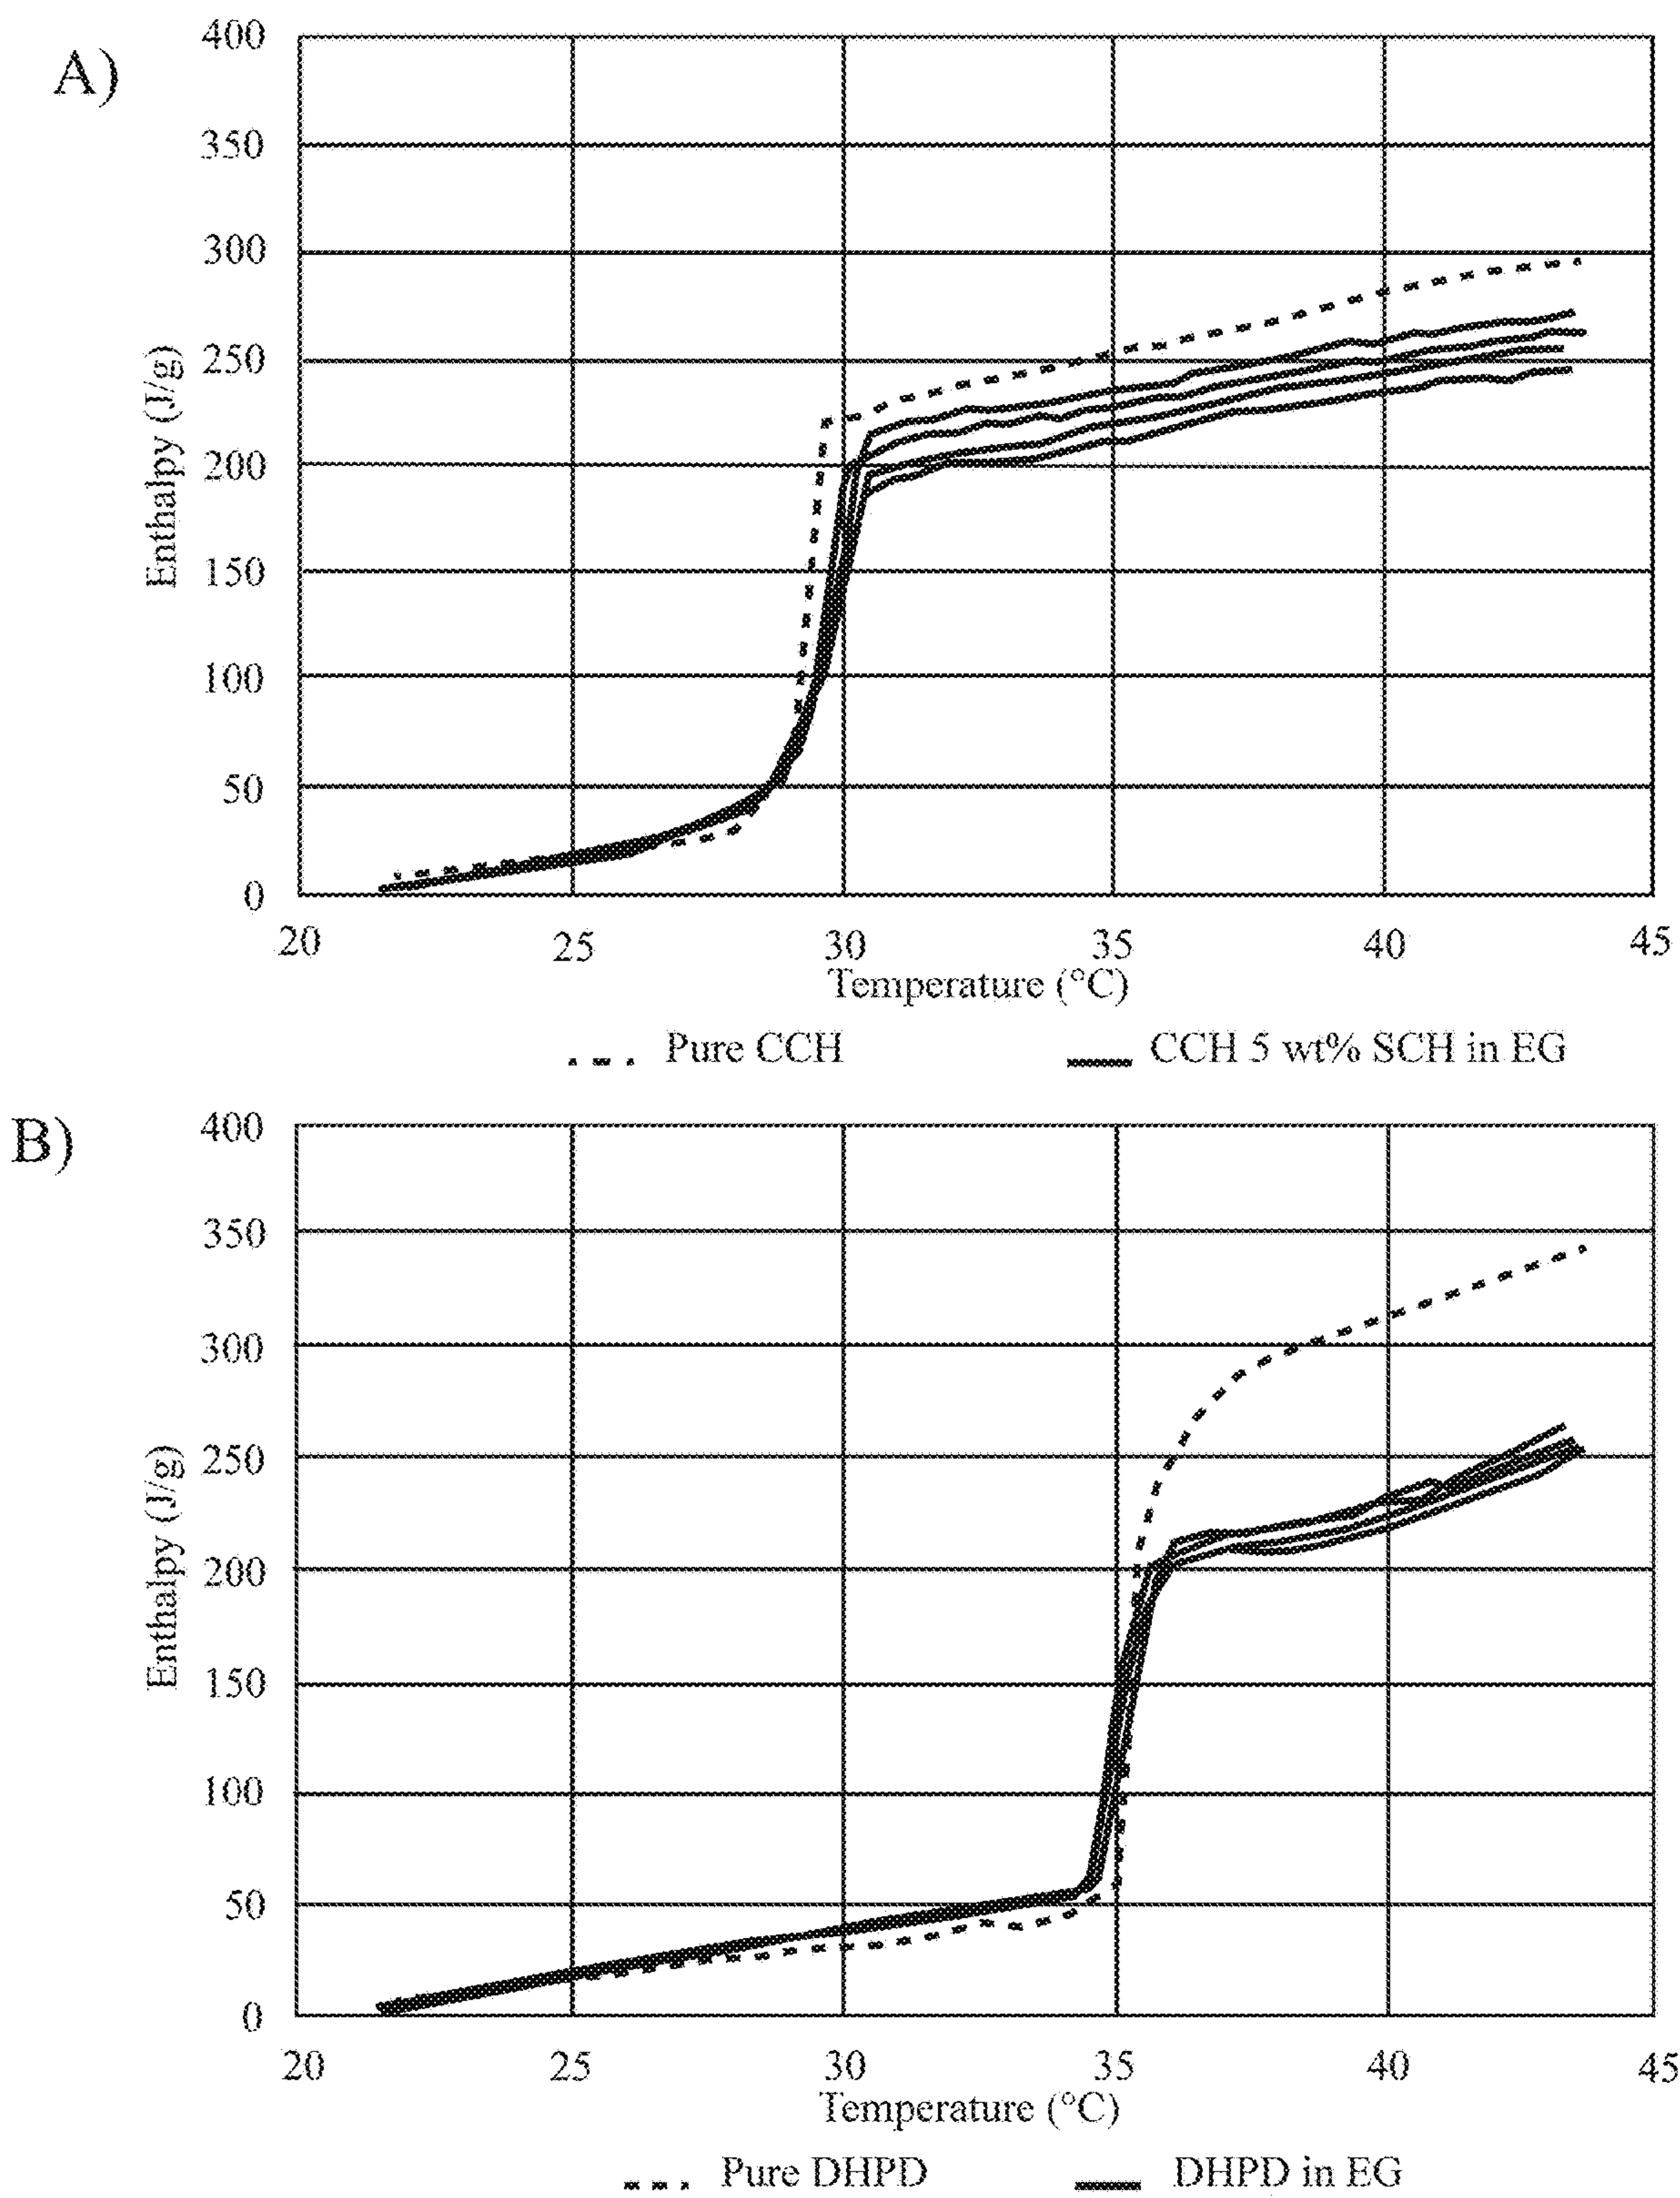 A)
400
350
300
250
200
150
100
50
0
Enthalpy (J/g)
20 25 30 35 40 45
Temperature (°C)
Pure CCH CCH 5 wt% SCH in EG
B)
400
350
300
250
200
150
100
50
0
Enthalpy (J/g)
20 25 30 35 40 45
Temperature (°C)
Pure DHPD DHPD in EG